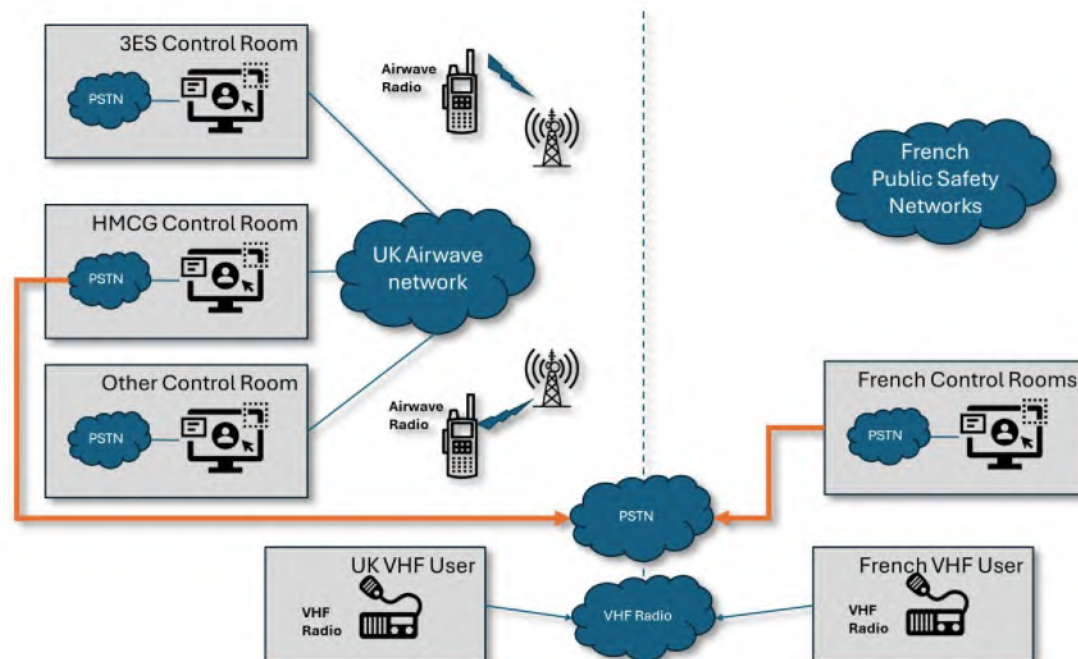 3ES Control Room
PSTN
Airwave
Radio
French
Public Safety
Networks
HMCG Control Room
PSTN
UK Airwave
network
Other Control Room
PSTN
Airwave
Radio
French Control Rooms
PSTN
PSTN
UK VHF User
VHF
Radio
VHF Radio
French VHF User
VHF
Radio